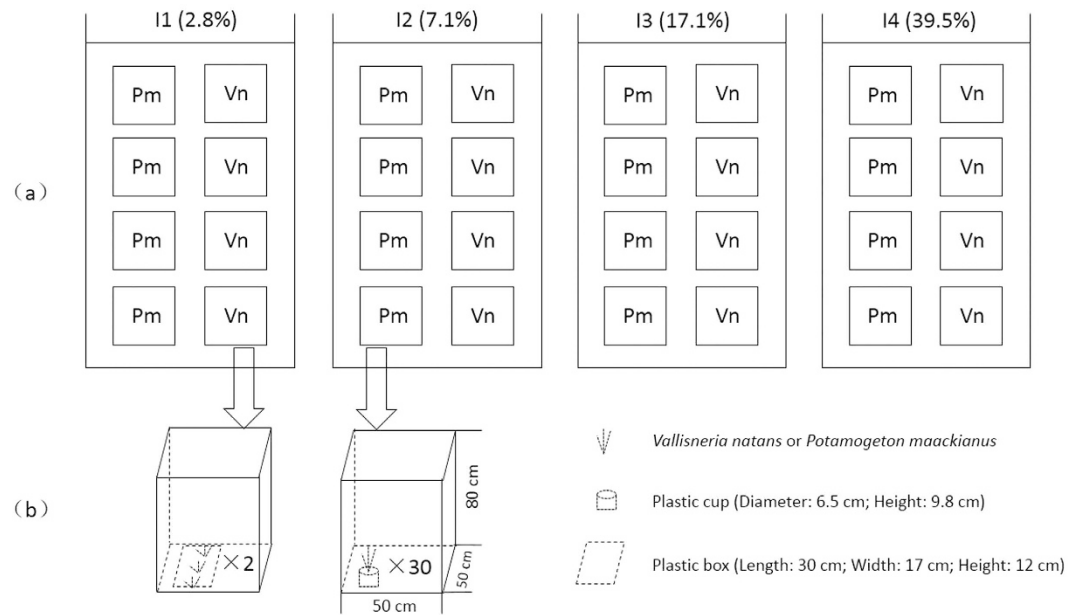 I1 (2.8%) I2 (7.1%) I3 (17.1%) I4 (39.5%)
Pm Vn Pm Vn Pm Vn Pm Vn
Pm Vn Pm Vn Pm Vn Pm Vn
（a）
Pm Vn Pm Vn Pm Vn Pm Vn
Pm Vn Pm Vn Pm Vn Pm Vn
（b）
×2
×30
80 cm
50 cm
50 cm
Vallisneria natans or Potamogeton maackianus
Plastic cup (Diameter: 6.5 cm; Height: 9.8 cm)
Plastic box (Length: 30 cm; Width: 17 cm; Height: 12 cm)